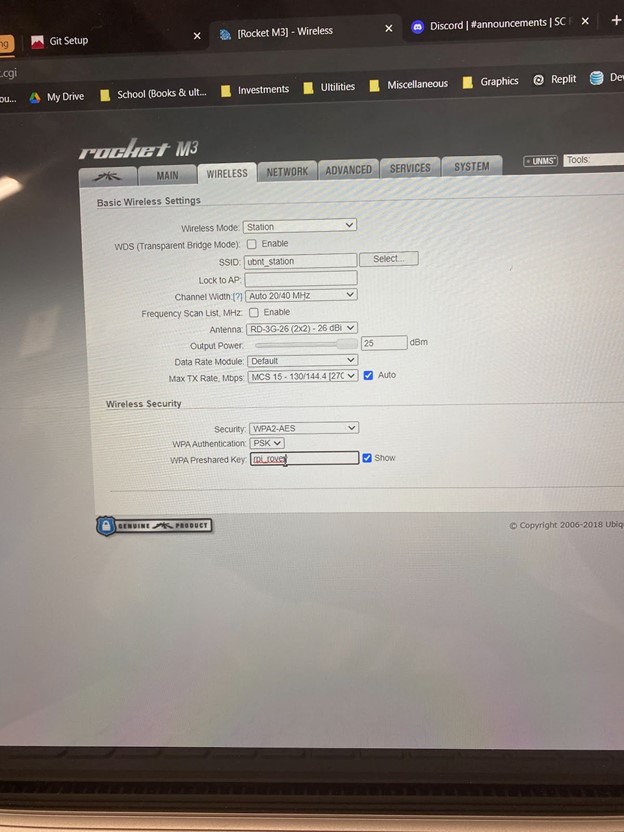 ng
Git Setup
[Rocket M3] - Wireless
Discord | #announcements | SC
.cgi
ou...
My Drive
School (Books & ult...
Investments
Utilities
Miscellaneous
Graphics
Replit
Dev
rocket M3
MAIN
WIRELESS
NETWORK
ADVANCED
SERVICES
SYSTEM
UNMS
Tools:
Basic Wireless Settings
Wireless Mode: Station
WDS (Transparent Bridge Mode): Enable
SSID: ubnt_station Select...
Lock to AP:
Channel Width:[?] Auto 20/40 MHz
Frequency Scan List, MHz: Enable
Antenna: RD-3G-26 (2x2) - 26 dBi
Output Power: 25 dBm
Data Rate Module: Default
Max TX Rate, Mbps: MCS 15 - 130/144.4 [270 Auto
Wireless Security
Security: WPA2-AES
WPA Authentication: PSK
WPA Preshared Key: rpi_rover Show
GENUINE PRODUCT
© Copyright 2006-2018 Ubiq